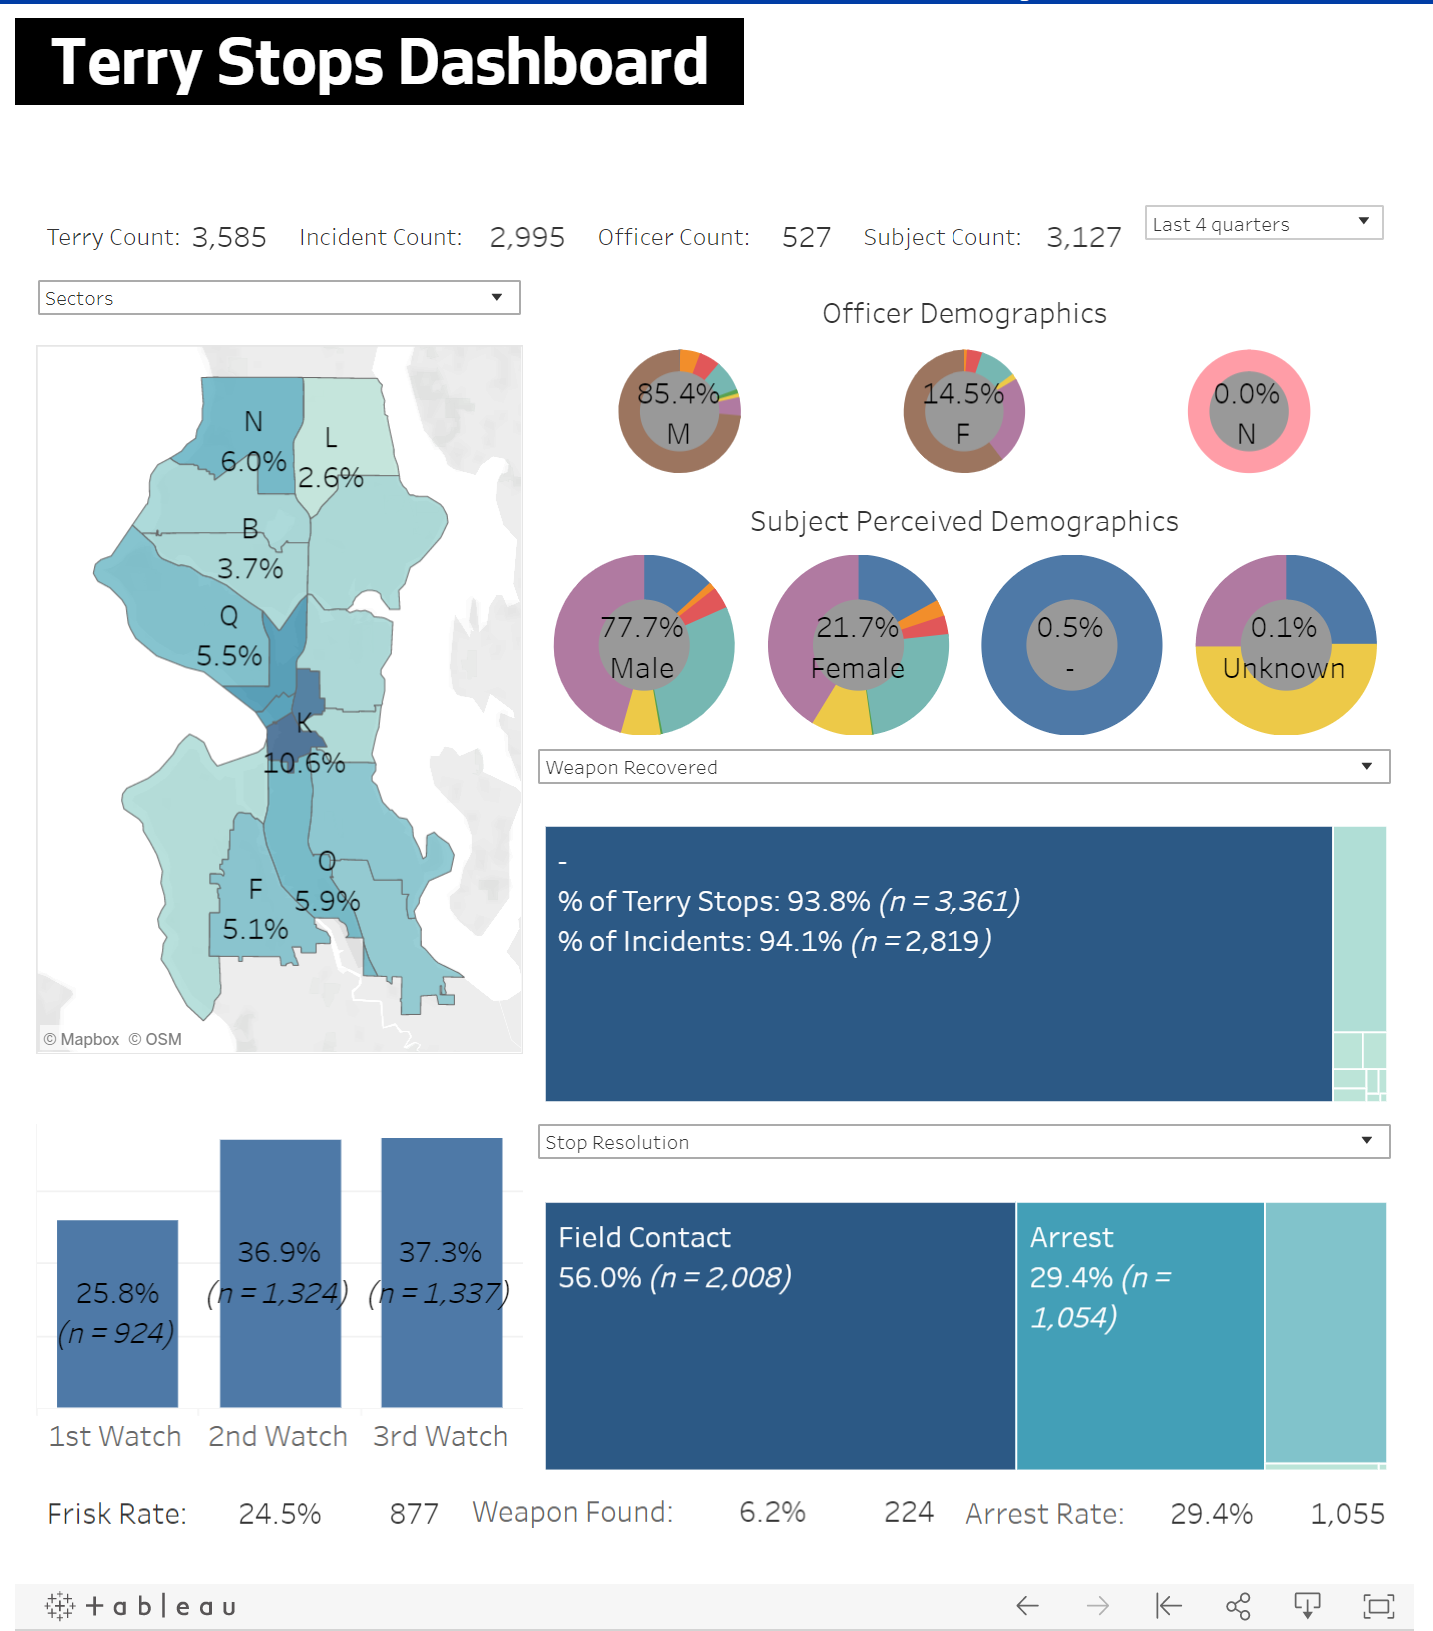 Terry Stops Dashboard
Terry Count: 3,585 Incident Count: 2,995 Officer Count: 527 Subject Count: 3,127
Last 4 quarters
Sectors
N
6.0%
L
2.6%
B
3.7%
Q
5.5%
K
10.6%
O
5.9%
F
5.1%
© Mapbox © OSM
Officer Demographics
85.4%
M
14.5%
F
0.0%
N
Subject Perceived Demographics
77.7%
Male
21.7%
Female
0.5%
-
0.1%
Unknown
Weapon Recovered
-
% of Terry Stops: 93.8% (n = 3,361)
% of Incidents: 94.1% (n = 2,819)
25.8%
(n = 924)
36.9%
(n = 1,324)
37.3%
(n = 1,337)
1st Watch 2nd Watch 3rd Watch
Stop Resolution
Field Contact
56.0% (n = 2,008)
Arrest
29.4% (n =
1,054)
Frisk Rate: 24.5% 877 Weapon Found: 6.2% 224 Arrest Rate: 29.4% 1,055
+ a b | e a u